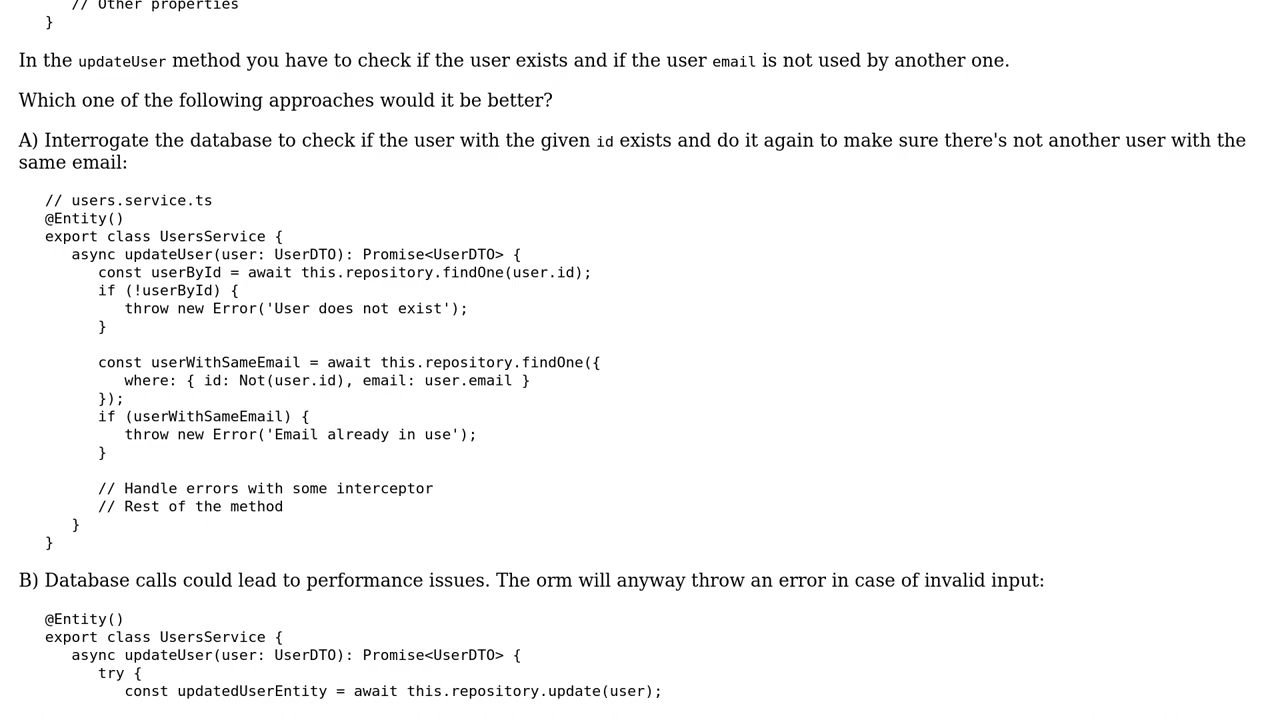 // Other properties
}
In the updateUser method you have to check if the user exists and if the user email is not used by another one.
Which one of the following approaches would it be better?
A) Interrogate the database to check if the user with the given id exists and do it again to make sure there's not another user with the
same email:
// users.service.ts
@Entity()
export class UsersService {
async updateUser(user: UserDTO): Promise<UserDTO> {
const userById = await this.repository.findOne(user.id);
if (!userById) {
throw new Error('User does not exist');
}
const userWithSameEmail = await this.repository.findOne({
where: { id: Not(user.id), email: user.email }
});
if (userWithSameEmail) {
throw new Error('Email already in use');
}
// Handle errors with some interceptor
// Rest of the method
}
}
B) Database calls could lead to performance issues. The orm will anyway throw an error in case of invalid input:
@Entity()
export class UsersService {
async updateUser(user: UserDTO): Promise<UserDTO> {
try {
const updatedUserEntity = await this.repository.update(user);